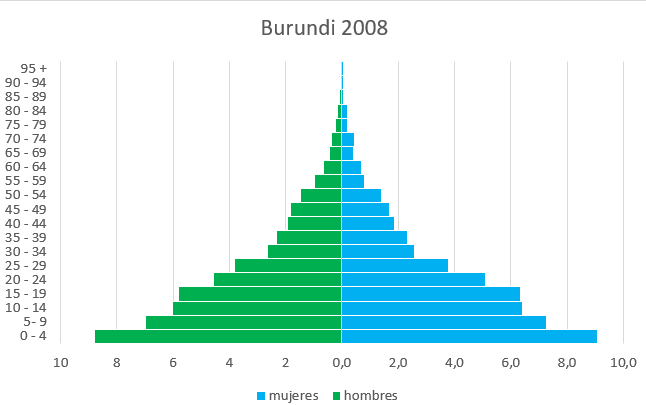 Burundi 2008
95 +
90 - 94
85 - 89
80 - 84
75 - 79
70 - 74
65 - 69
60 - 64
55 - 59
50 - 54
45 - 49
40 - 44
35 - 39
30 - 34
25 - 29
20 - 24
15 - 19
10 - 14
5- 9
0 - 4
10 8 6 4 2 0,0 2,0 4,0 6,0 8,0 10,0
mujeres hombres